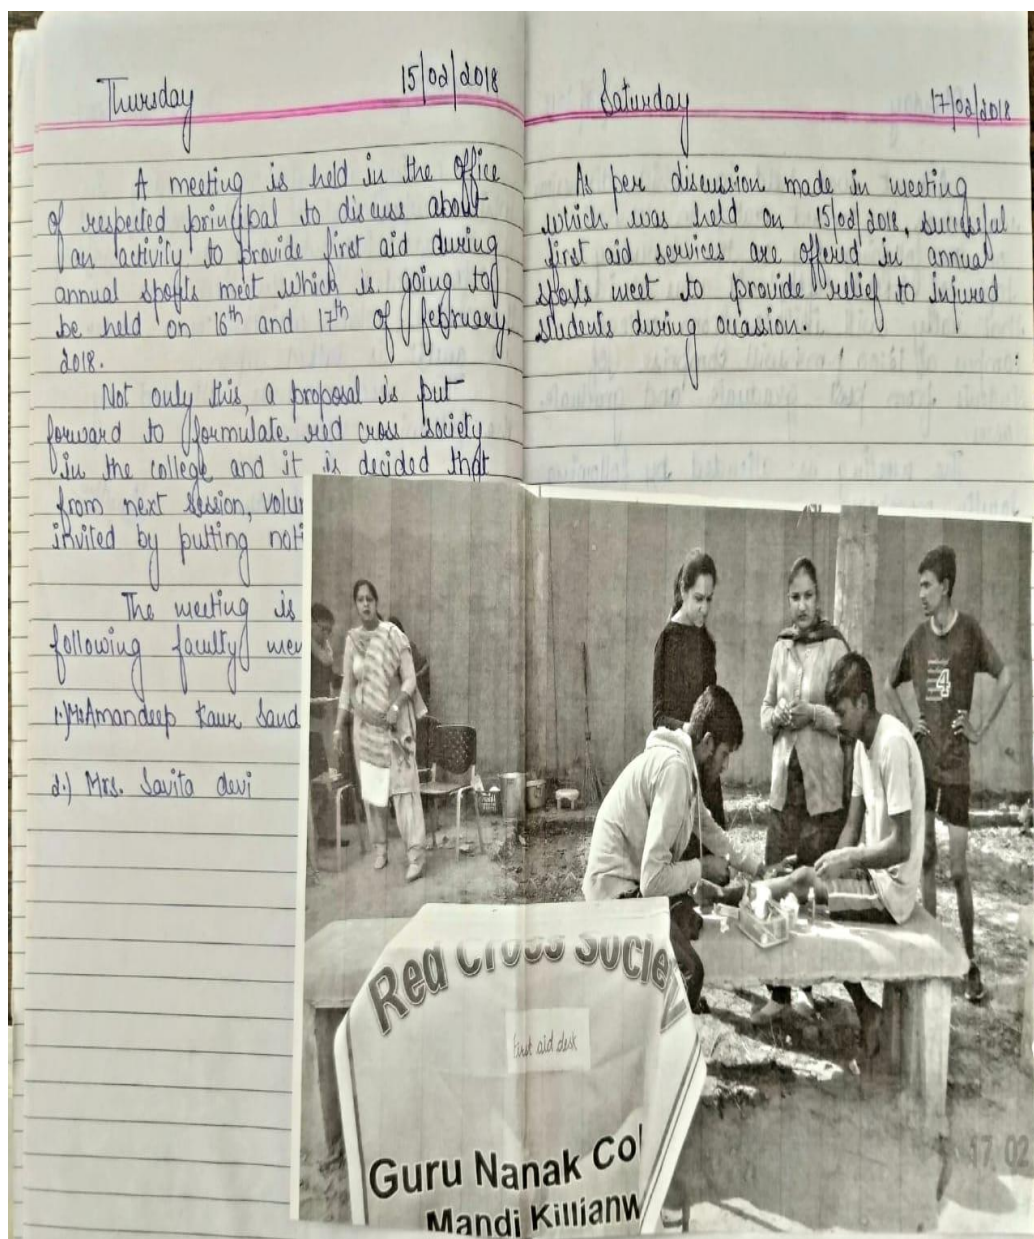 Thursday 15/02/2018
A meeting is held in the office
of respected principal to discuss about
an activity to provide first aid during
annual sports meet which is going to
be held on 16th and 17th of february,
2018.
Not only this, a proposal is put
forward to formulate red cross society
in the college and it is decided that
from next session, volu
invited by putting noti
The meeting is
following faculty mem
1.) Ms Amandeep Kaur Sand
2.) Mrs. Savita devi
Saturday 17/02/2018
As per discussion made in meeting
which was held on 15/02/2018, successful
first aid services are offered in annual
sports meet to provide relief to injured
students during ocassion.
4
Red Cross Socie
first aid desk
Guru Nanak Col
Mandi Killianw
17 02